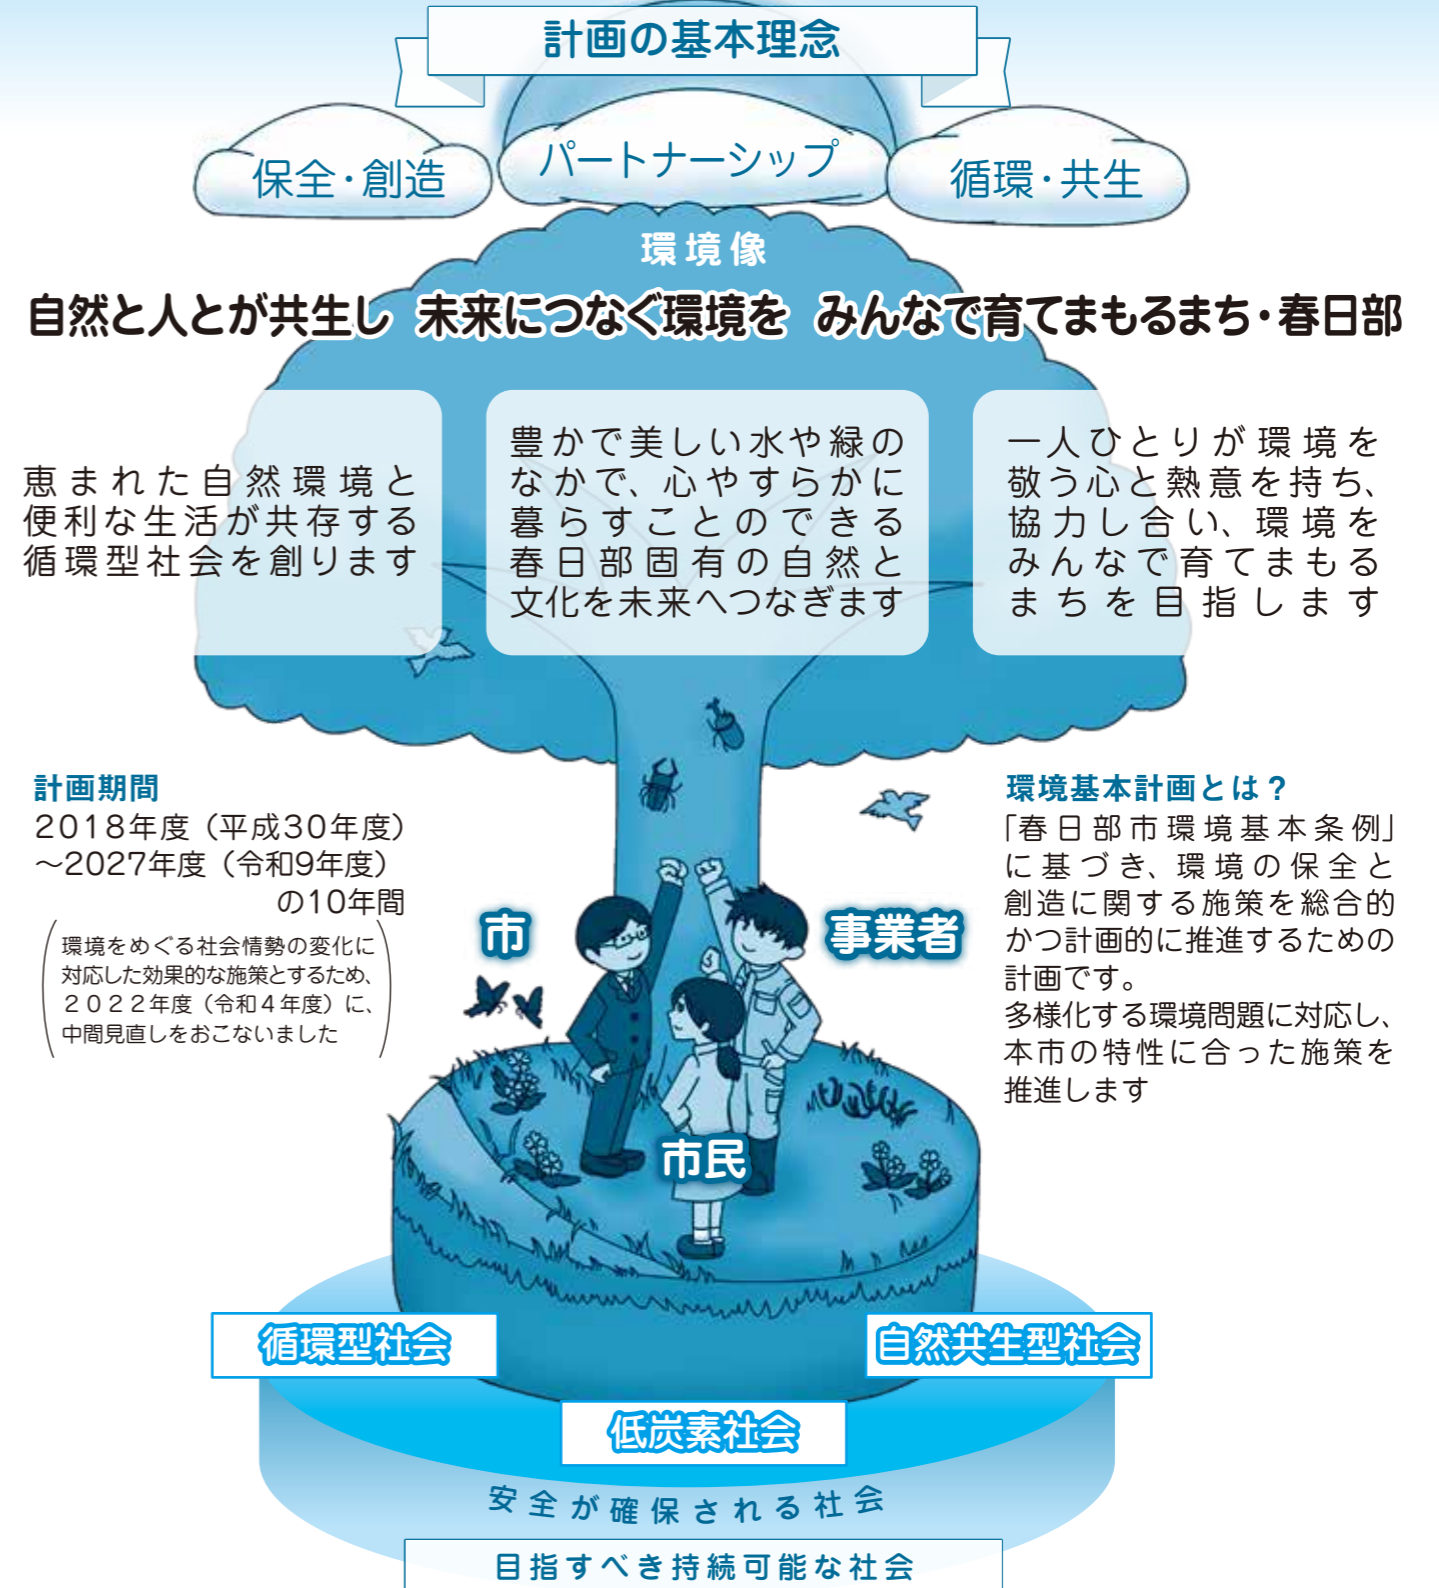 計画の基本理念
保全・創造
パートナーシップ
循環・共生
環境像
自然と人とが共生し 未来につなぐ環境を みんなで育てまもるまち・春日部
恵まれた自然環境と
便利な生活が共存する
循環型社会を創ります
豊かで美しい水や緑の
なかで、心やすらかに
暮らすことのできる
春日部固有の自然と
文化を未来へつなぎます
一人ひとりが環境を
敬う心と熱意を持ち、
協力し合い、環境を
みんなで育てまもる
まちを目指します
計画期間
2018年度（平成30年度）
～2027年度（令和9年度）
の10年間
環境をめぐる社会情勢の変化に
対応した効果的な施策とするため、
２０２２年度（令和４年度）に、
中間見直しをおこないました
環境基本計画とは？
「春日部市環境基本条例」
に基づき、環境の保全と
創造に関する施策を総合的
かつ計画的に推進するための
計画です。
多様化する環境問題に対応し、
本市の特性に合った施策を
推進します
市
事業者
市民
循環型社会
自然共生型社会
低炭素社会
安全が確保される社会
目指すべき持続可能な社会